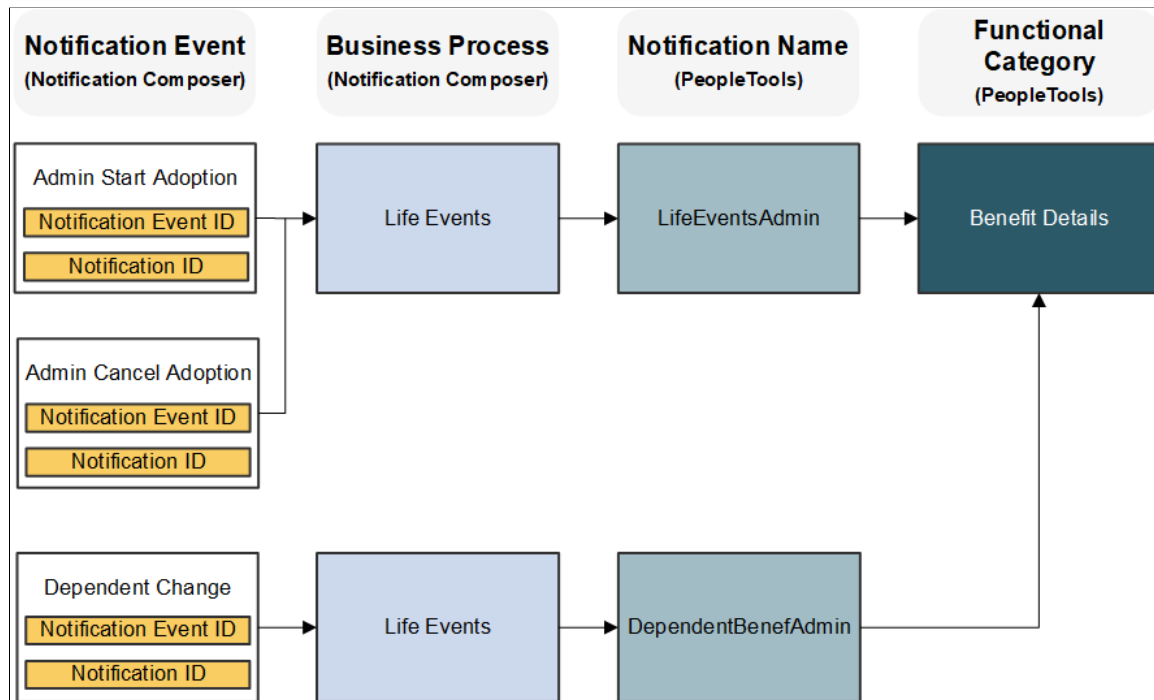 Notification Event
(Notification Composer)
Business Process
(Notification Composer)
Notification Name
(PeopleTools)
Functional
Category
(PeopleTools)
Admin Start Adoption
Notification Event ID
Notification ID
Life Events
LifeEventsAdmin
Benefit Details
Admin Cancel Adoption
Notification Event ID
Notification ID
Dependent Change
Notification Event ID
Notification ID
Life Events
DependentBenefAdmin